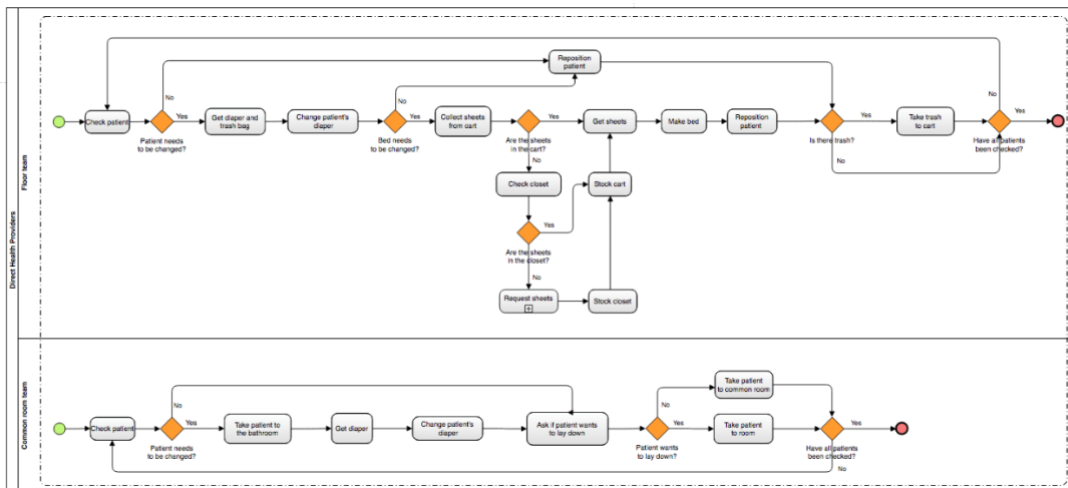 Direct Health Providers
Floor team
Reposition
patient
No
No
No
Yes
Check patient
Yes
Get diaper and
trash bag
Change patient's
diaper
Yes
Collect sheets
from cart
Yes
Get sheets
Make bed
Reposition
patient
Yes
Take trash
to cart
Patient needs
to be changed?
Bed needs
to be changed?
Are the sheets
in the cart?
Is there trash?
Have all patients
been checked?
No
No
Check closet
Stock cart
Yes
Are the sheets
in the closet?
No
Request sheets
Stock closet
Common room team
Take patient
to common room
No
No
Check patient
Yes
Take patient to
the bathroom
Get diaper
Change patient's
diaper
Ask if patient wants
to lay down
Yes
Take patient
to room
Yes
Patient needs
to be changed?
Patient wants
to lay down?
Have all patients
been checked?
No